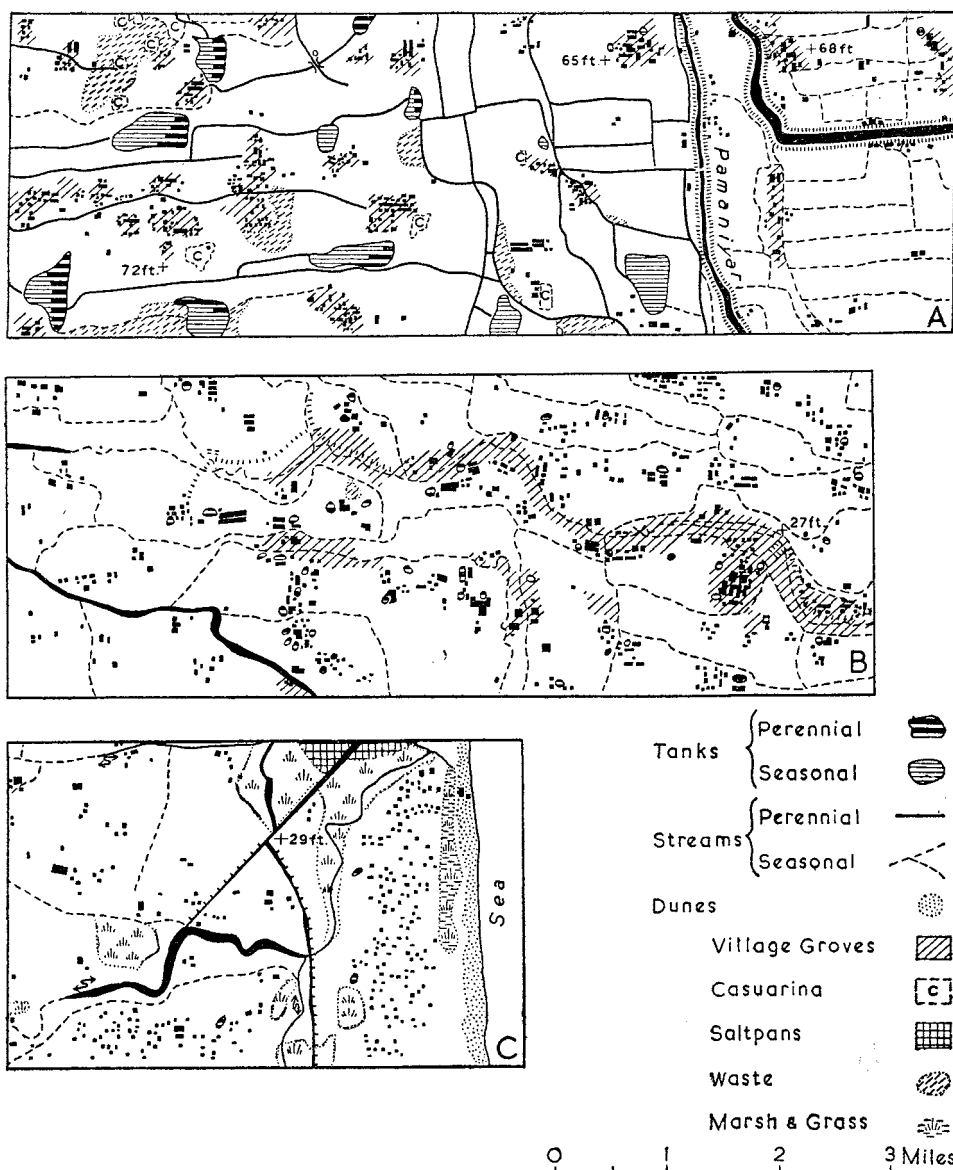 C
C
C
C
C
65ft.
68ft.
C
Pamaniyar
C
C
72ft.
C
A
27ft.
B
29ft.
Sea
C
Tanks
Perennial
Seasonal
Streams
Perennial
Seasonal
Dunes
Village Groves
Casuarina
C
Saltpans
Waste
Marsh & Grass
0 1 2 3 Miles